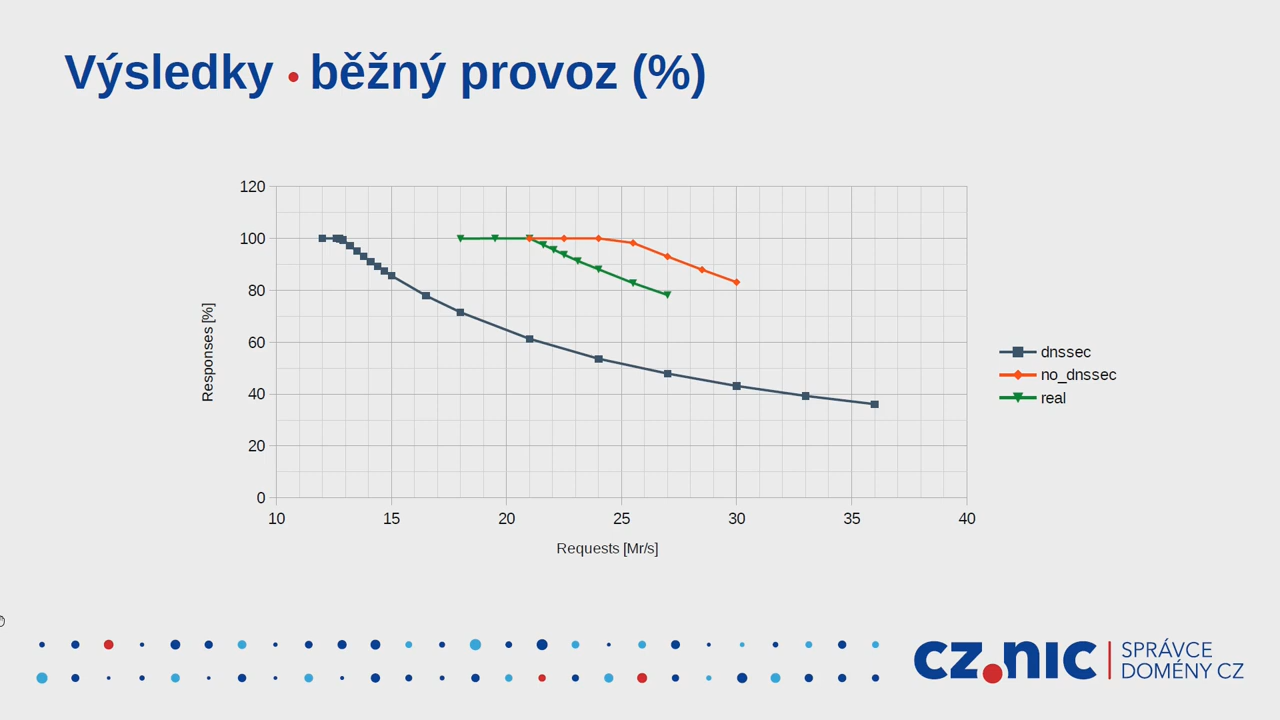 Výsledky • běžný provoz (%)
120
100
80
60
40
20
0
Responses [%]
10 15 20 25 30 35 40
Requests [Mr/s]
dnssec
no_dnssec
real
cz.nic
SPRÁVCE
DOMÉNY CZ